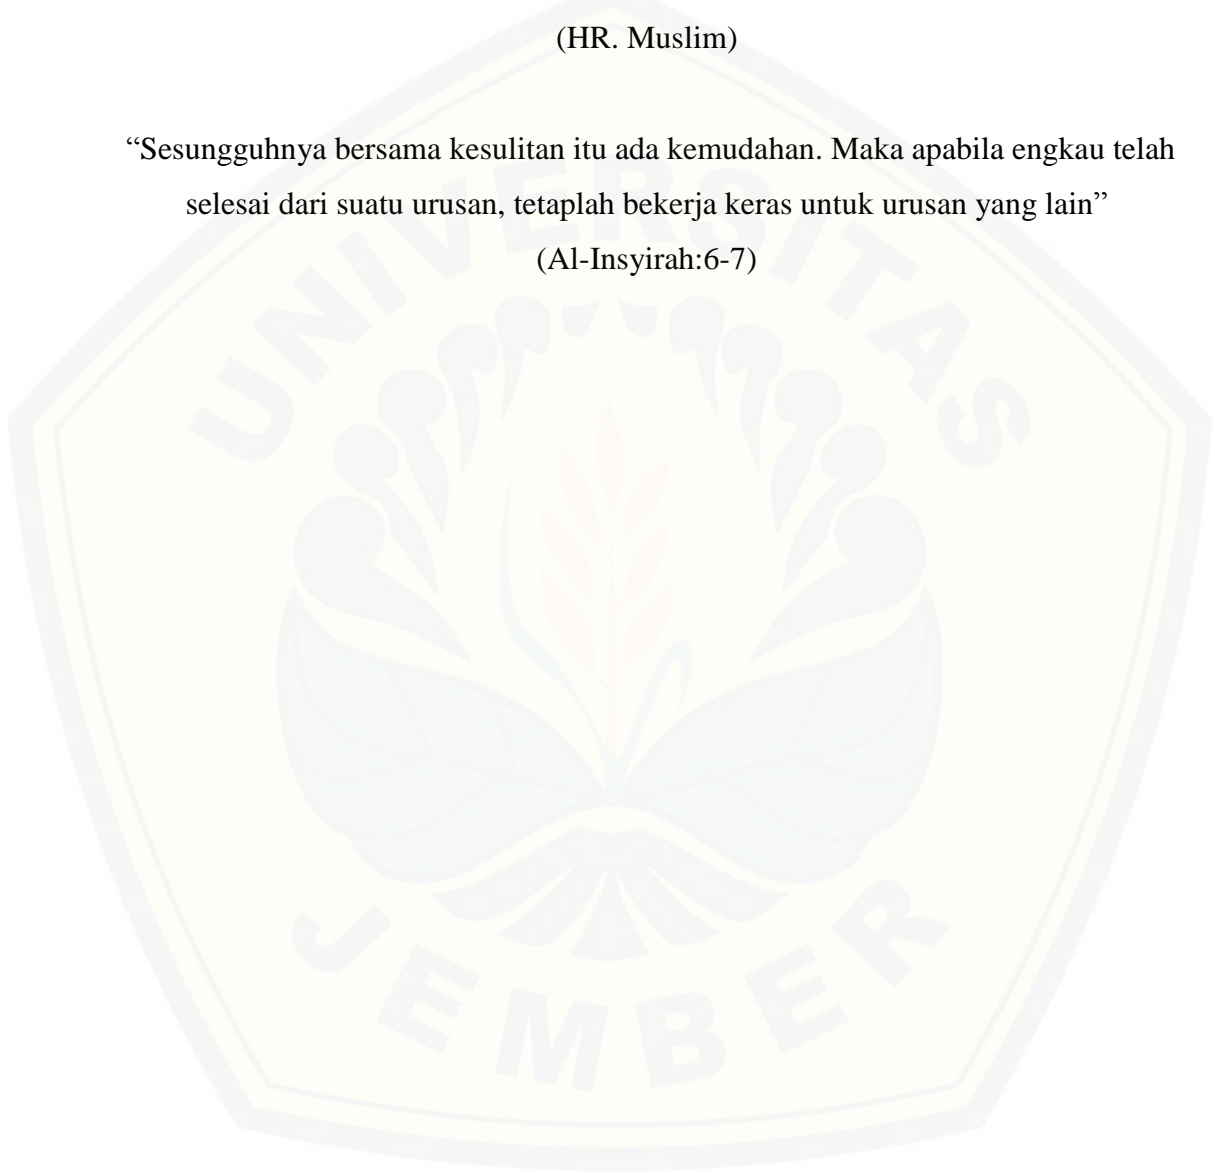 (HR. Muslim)
“Sesungguhnya bersama kesulitan itu ada kemudahan. Maka apabila engkau telah
selesai dari suatu urusan, tetaplah bekerja keras untuk urusan yang lain”
(Al-Insyirah:6-7)
UNIVERSITAS
JEMBER